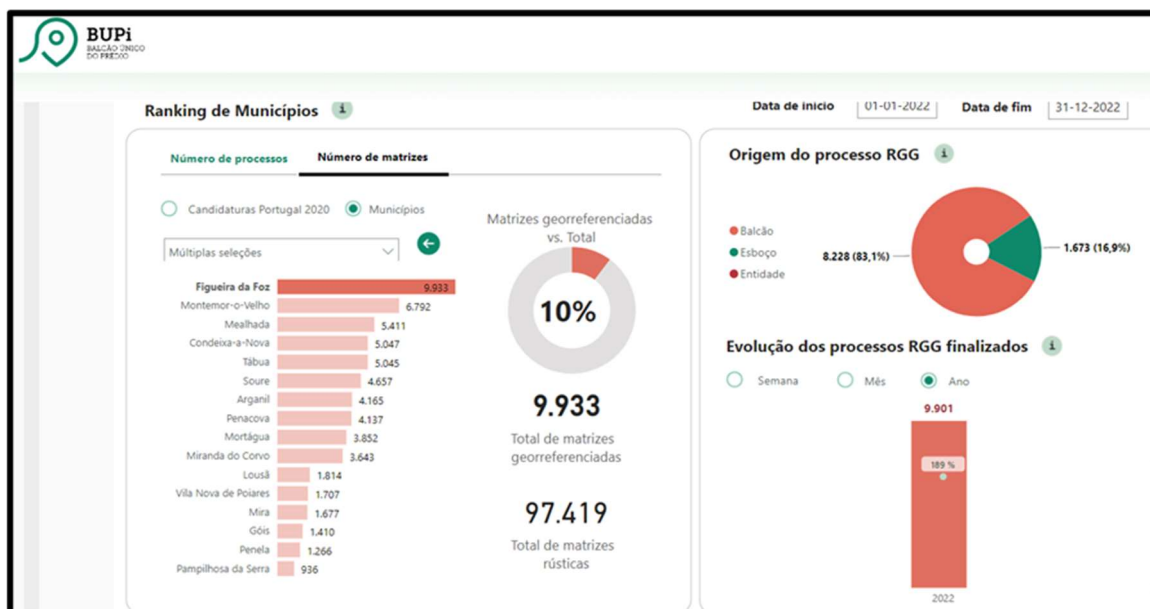 BUPi
BALCÃO ÚNICO
DO PRÉDIO
Ranking de Municípios i
Data de início 01-01-2022 Data de fim 31-12-2022
Número de processos Número de matrizes
Candidaturas Portugal 2020 Municípios
Múltiplas seleções
Figueira da Foz 9.933
Montemor-o-Velho 6.792
Mealhada 5.411
Condeixa-a-Nova 5.047
Tábua 5.045
Soure 4.657
Arganil 4.165
Penacova 4.137
Mortágua 3.852
Miranda do Corvo 3.643
Lousã 1.814
Vila Nova de Poiares 1.707
Mira 1.677
Góis 1.410
Penela 1.266
Pampilhosa da Serra 936
Matrizes georreferenciadas
vs. Total
10%
9.933
Total de matrizes
georreferenciadas
97.419
Total de matrizes
rústicas
Origem do processo RGG i
Balcão
Esboço
Entidade
8.228 (83,1%)
1.673 (16,9%)
Evolução dos processos RGG finalizados i
Semana Mês Ano
9.901
189 %
2022